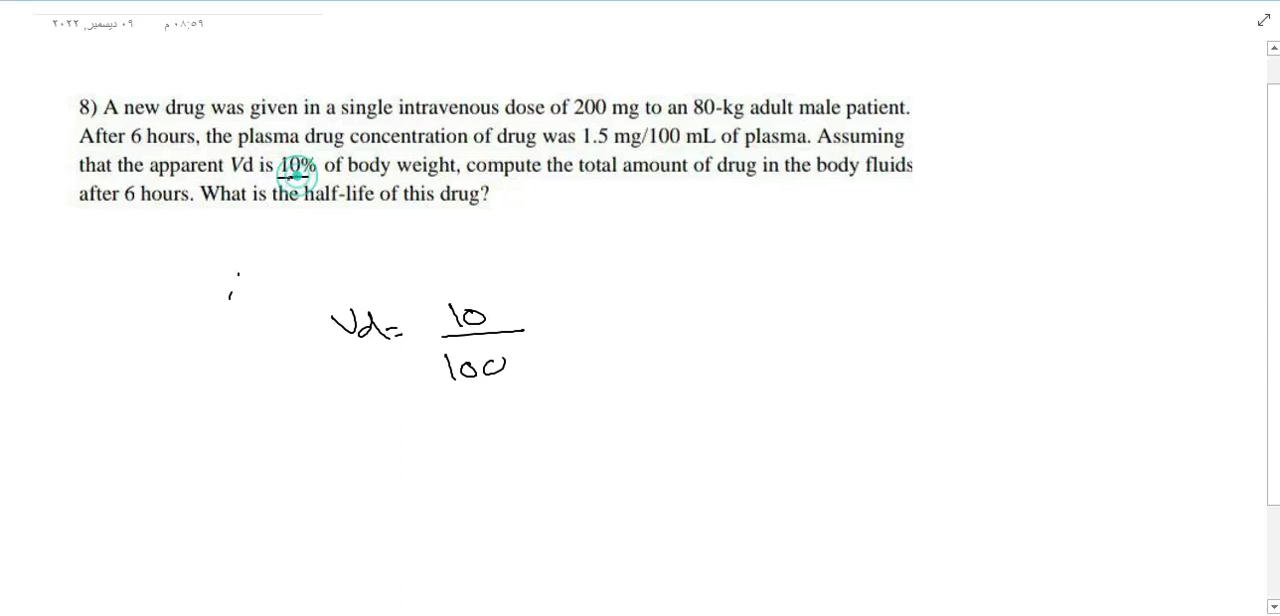 ٠٩ ديسمبر, ٢٠٢٢ ٠٨:٥٩ م
8) A new drug was given in a single intravenous dose of 200 mg to an 80-kg adult male patient.
After 6 hours, the plasma drug concentration of drug was 1.5 mg/100 mL of plasma. Assuming
that the apparent Vd is 10% of body weight, compute the total amount of drug in the body fluids
after 6 hours. What is the half-life of this drug?
Vd= 10
100